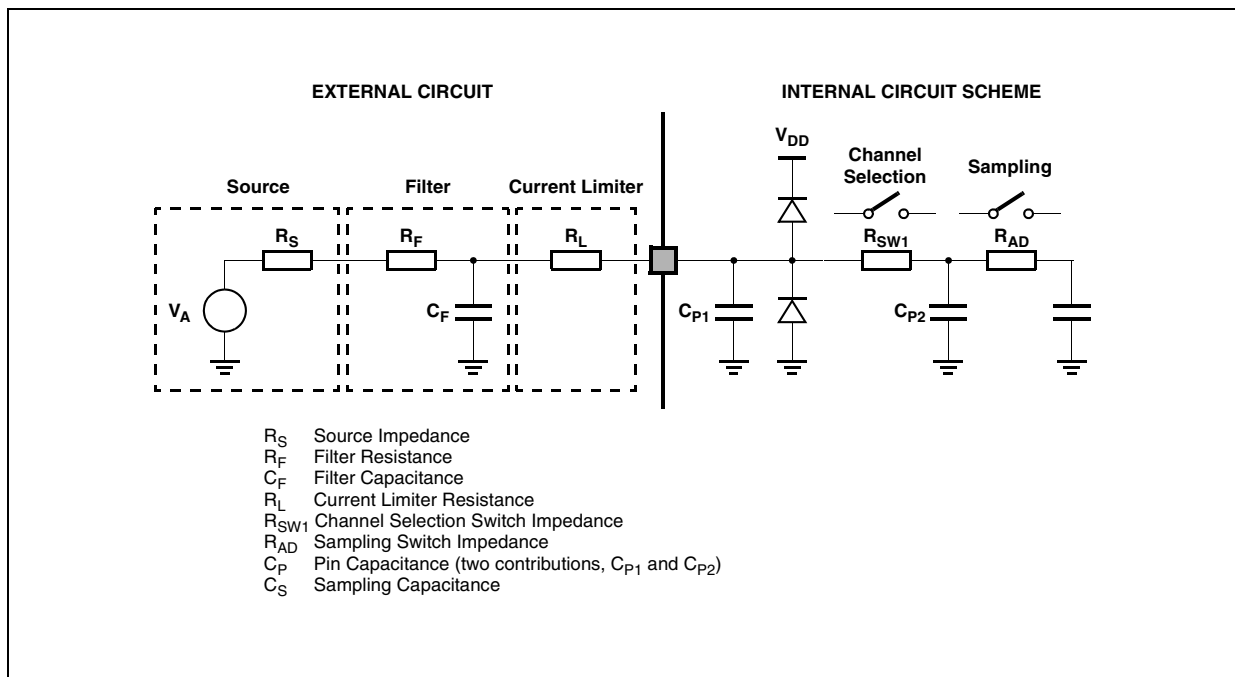 EXTERNAL CIRCUIT
INTERNAL CIRCUIT SCHEME
Source
Filter
Current Limiter
VDD
Channel
Selection
Sampling
RS
RF
RL
RSW1
RAD
VA
CF
CP1
CP2
RS Source Impedance
RF Filter Resistance
CF Filter Capacitance
RL Current Limiter Resistance
RSW1 Channel Selection Switch Impedance
RAD Sampling Switch Impedance
CP Pin Capacitance (two contributions, CP1 and CP2)
CS Sampling Capacitance